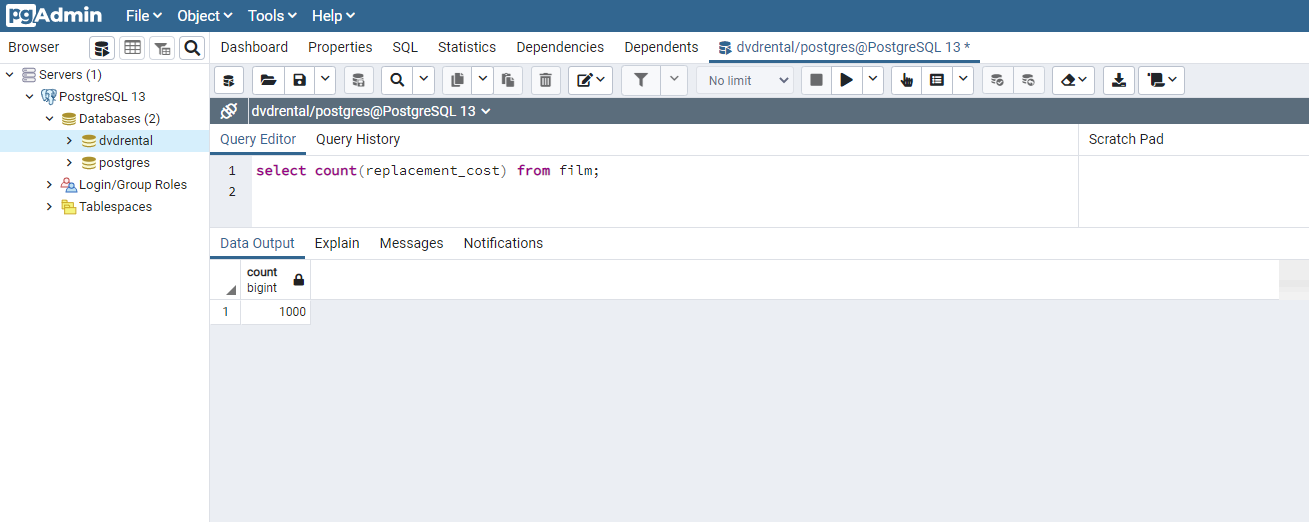 pgAdmin File Object Tools Help
Browser
Dashboard Properties SQL Statistics Dependencies Dependents dvdrental/postgres@PostgreSQL 13 *
Servers (1)
PostgreSQL 13
Databases (2)
dvdrental
postgres
Login/Group Roles
Tablespaces
No limit
dvdrental/postgres@PostgreSQL 13
Query Editor Query History Scratch Pad
1 select count(replacement_cost) from film;
2
Data Output Explain Messages Notifications
count
bigint
1 1000